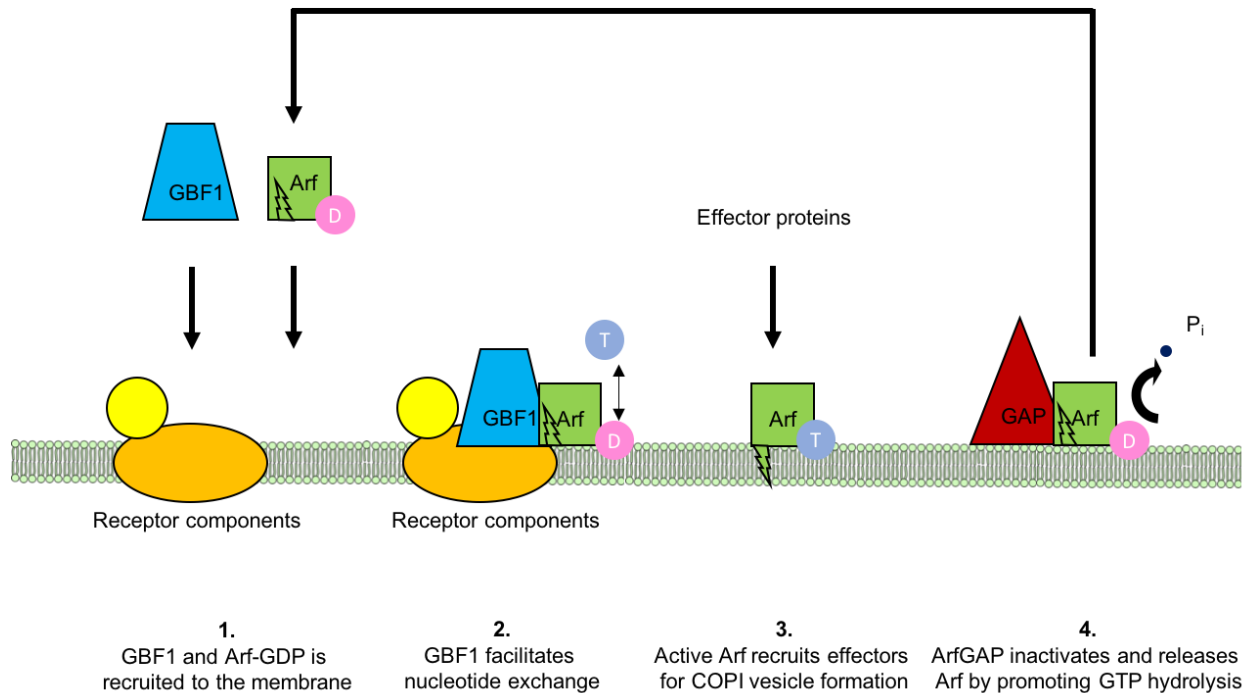 GBF1
Arf
D
Effector proteins
T
Pi
GBF1
Arf
D
Arf
T
GAP
Arf
D
Receptor components
Receptor components
1.
GBF1 and Arf-GDP is
recruited to the membrane
2.
GBF1 facilitates
nucleotide exchange
3.
Active Arf recruits effectors
for COPI vesicle formation
4.
ArfGAP inactivates and releases
Arf by promoting GTP hydrolysis